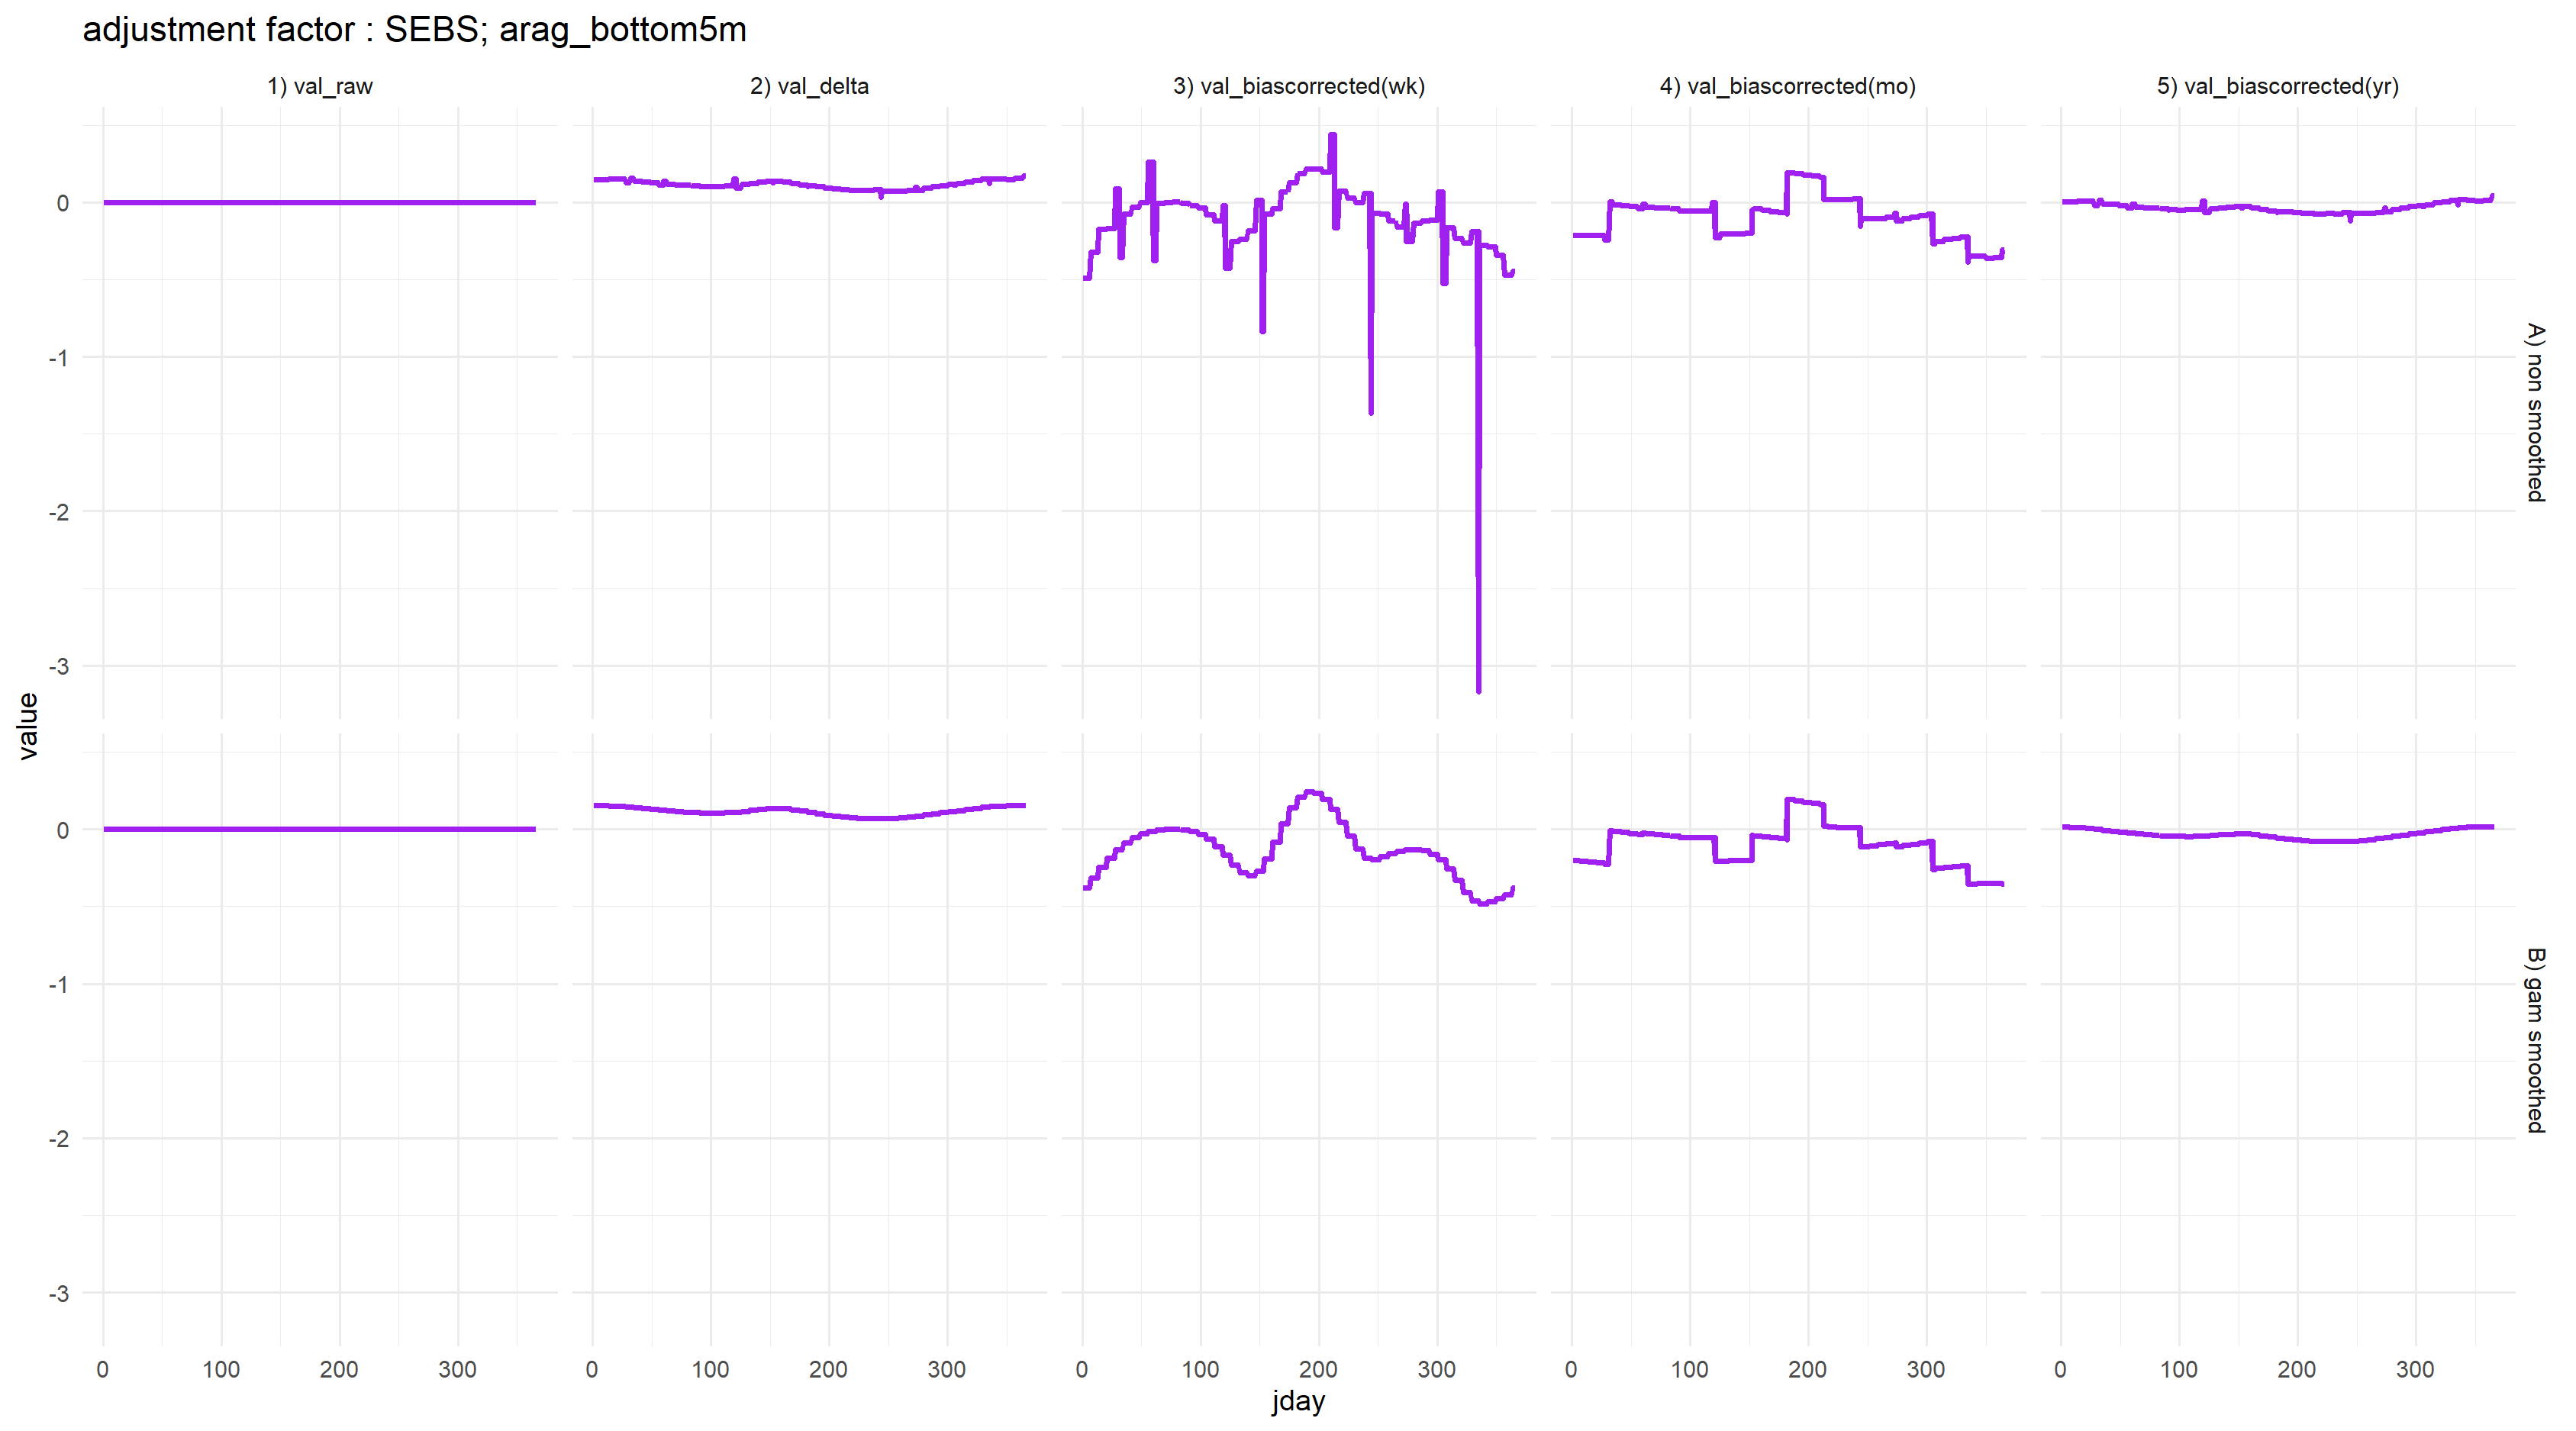 adjustment factor : SEBS; arag_bottom5m
1) val_raw
2) val_delta
3) val_biascorrected(wk)
4) val_biascorrected(mo)
5) val_biascorrected(yr)
0
-1
-2
-3
A) non smoothed
value
0
-1
-2
-3
B) gam smoothed
0 100 200 300
0 100 200 300
0 100 200 300
0 100 200 300
0 100 200 300
jday